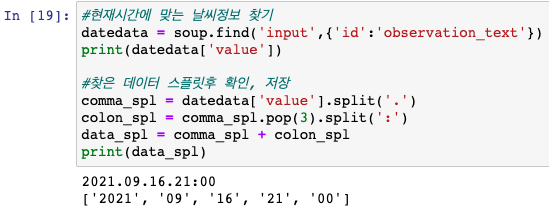 In [19]: #현재시간에 맞는 날씨정보 찾기
datedata = soup.find('input',{'id':'observation_text'})
print(datedata['value'])
#찾은 데이터 스플릿후 확인, 저장
comma_spl = datedata['value'].split('.')
colon_spl = comma_spl.pop(3).split(':')
data_spl = comma_spl + colon_spl
print(data_spl)
2021.09.16.21:00
['2021', '09', '16', '21', '00']